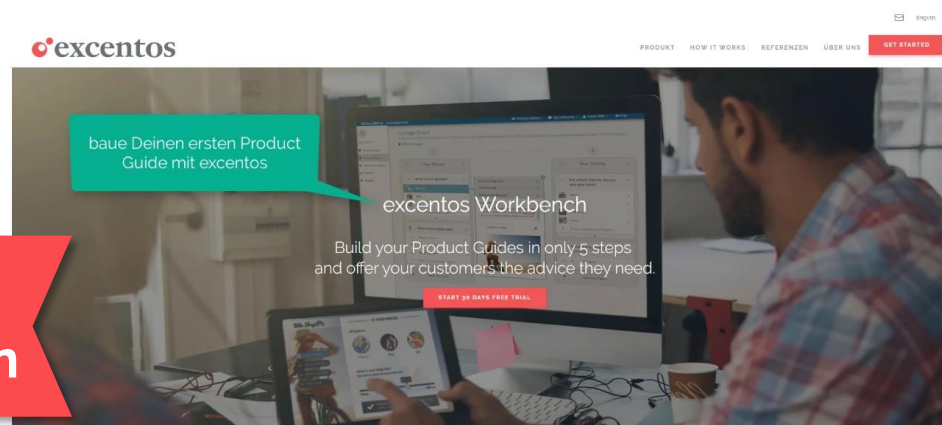 English
excentos
PRODUKT HOW IT WORKS REFERENZEN ÜBER UNS GET STARTED
baue Deinen ersten Product
Guide mit excentos
excentos Workbench
Build your Product Guides in only 5 steps
and offer your customers the advice they need.
START 30 DAYS FREE TRIAL
n